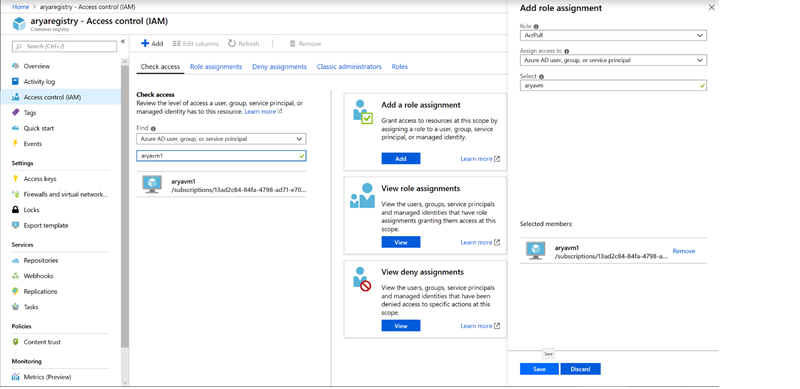 Home > aryaregistry - Access control (IAM)
aryaregistry - Access control (IAM)
Container registry
Search (Ctrl+/)
Overview
Activity log
Access control (IAM)
Tags
Quick start
Events
Settings
Access keys
Firewalls and virtual network...
Locks
Export template
Services
Repositories
Webhooks
Replications
Tasks
Policies
Content trust
Monitoring
Metrics (Preview)
Add Edit columns Refresh Remove
Check access Role assignments Deny assignments Classic administrators Roles
Check access
Review the level of access a user, group, service principal, or
managed identity has to this resource. Learn more
Find
Azure AD user, group, or service principal
aryavm1
aryavm1
/subscriptions/13ad2c84-84fa-4798-ad71-e70...
Add a role assignment
Grant access to resources at this scope by
assigning a role to a user, group, service
principal, or managed identity.
Add Learn more
View role assignments
View the users, groups, service principals
and managed identities that have role
assignments granting them access at this
scope.
View Learn more
View deny assignments
View the users, groups, service principals
and managed identities that have been
denied access to specific actions at this
scope.
View Learn more
Add role assignment
Role
AcrPull
Assign access to
Azure AD user, group, or service principal
Select
aryavm
Selected members:
aryavm1
/subscriptions/13ad2c84-84fa-4798-a...
Remove
Save
Save Discard